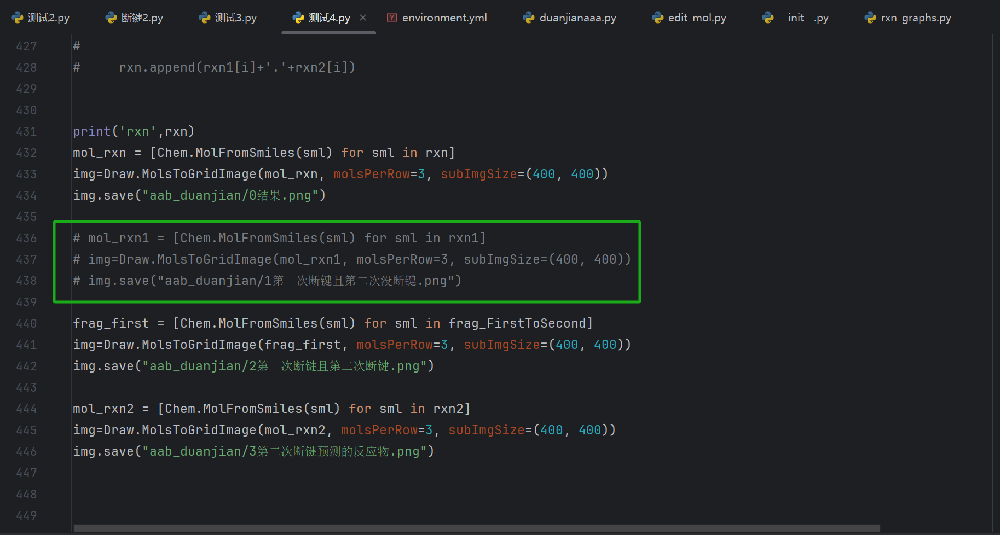 测试2.py 断键2.py 测试3.py 测试4.py × Y environment.yml duanjianaaa.py edit_mol.py __init__.py rxn_graphs.py
427 #
428 #     rxn.append(rxn1[i]+'.'+rxn2[i])
429
430
431 print('rxn',rxn)
432 mol_rxn = [Chem.MolFromSmiles(sml) for sml in rxn]
433 img=Draw.MolsToGridImage(mol_rxn, molsPerRow=3, subImgSize=(400, 400))
434 img.save("aab_duanjian/0结果.png")
435
436 # mol_rxn1 = [Chem.MolFromSmiles(sml) for sml in rxn1]
437 # img=Draw.MolsToGridImage(mol_rxn1, molsPerRow=3, subImgSize=(400, 400))
438 # img.save("aab_duanjian/1第一次断键且第二次没断键.png")
439
440 frag_first = [Chem.MolFromSmiles(sml) for sml in frag_FirstToSecond]
441 img=Draw.MolsToGridImage(frag_first, molsPerRow=3, subImgSize=(400, 400))
442 img.save("aab_duanjian/2第一次断键且第二次断键.png")
443
444 mol_rxn2 = [Chem.MolFromSmiles(sml) for sml in rxn2]
445 img=Draw.MolsToGridImage(mol_rxn2, molsPerRow=3, subImgSize=(400, 400))
446 img.save("aab_duanjian/3第二次断键预测的反应物.png")
447
448
449